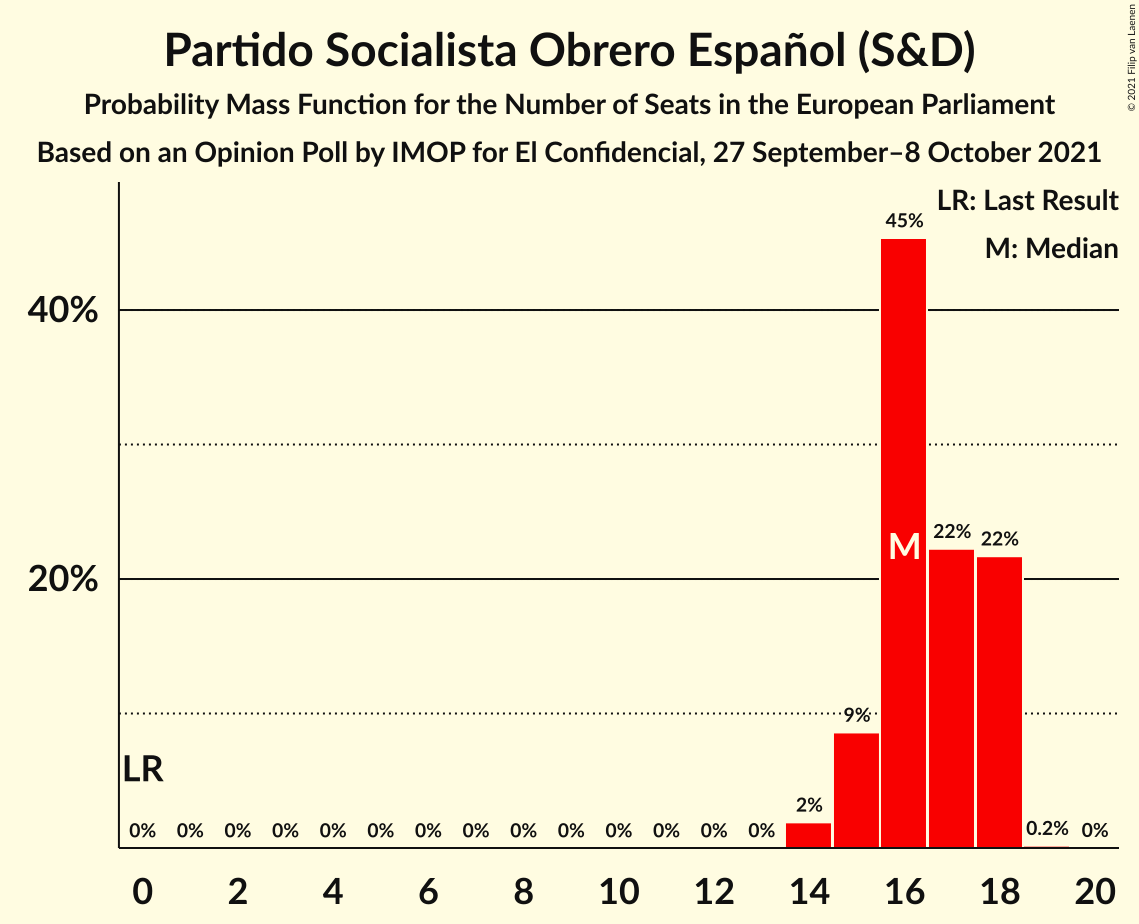 Partido Socialista Obrero Español (S&D)
Probability Mass Function for the Number of Seats in the European Parliament
Based on an Opinion Poll by IMOP for El Confidencial, 27 September–8 October 2021
© 2021 Filip van Laenen
LR: Last Result
M: Median
45%
40%
22%
22%
M
20%
9%
LR
2%
0% 0% 0% 0% 0% 0% 0% 0% 0% 0% 0% 0% 0% 0% 0.2% 0%
0 2 4 6 8 10 12 14 16 18 20